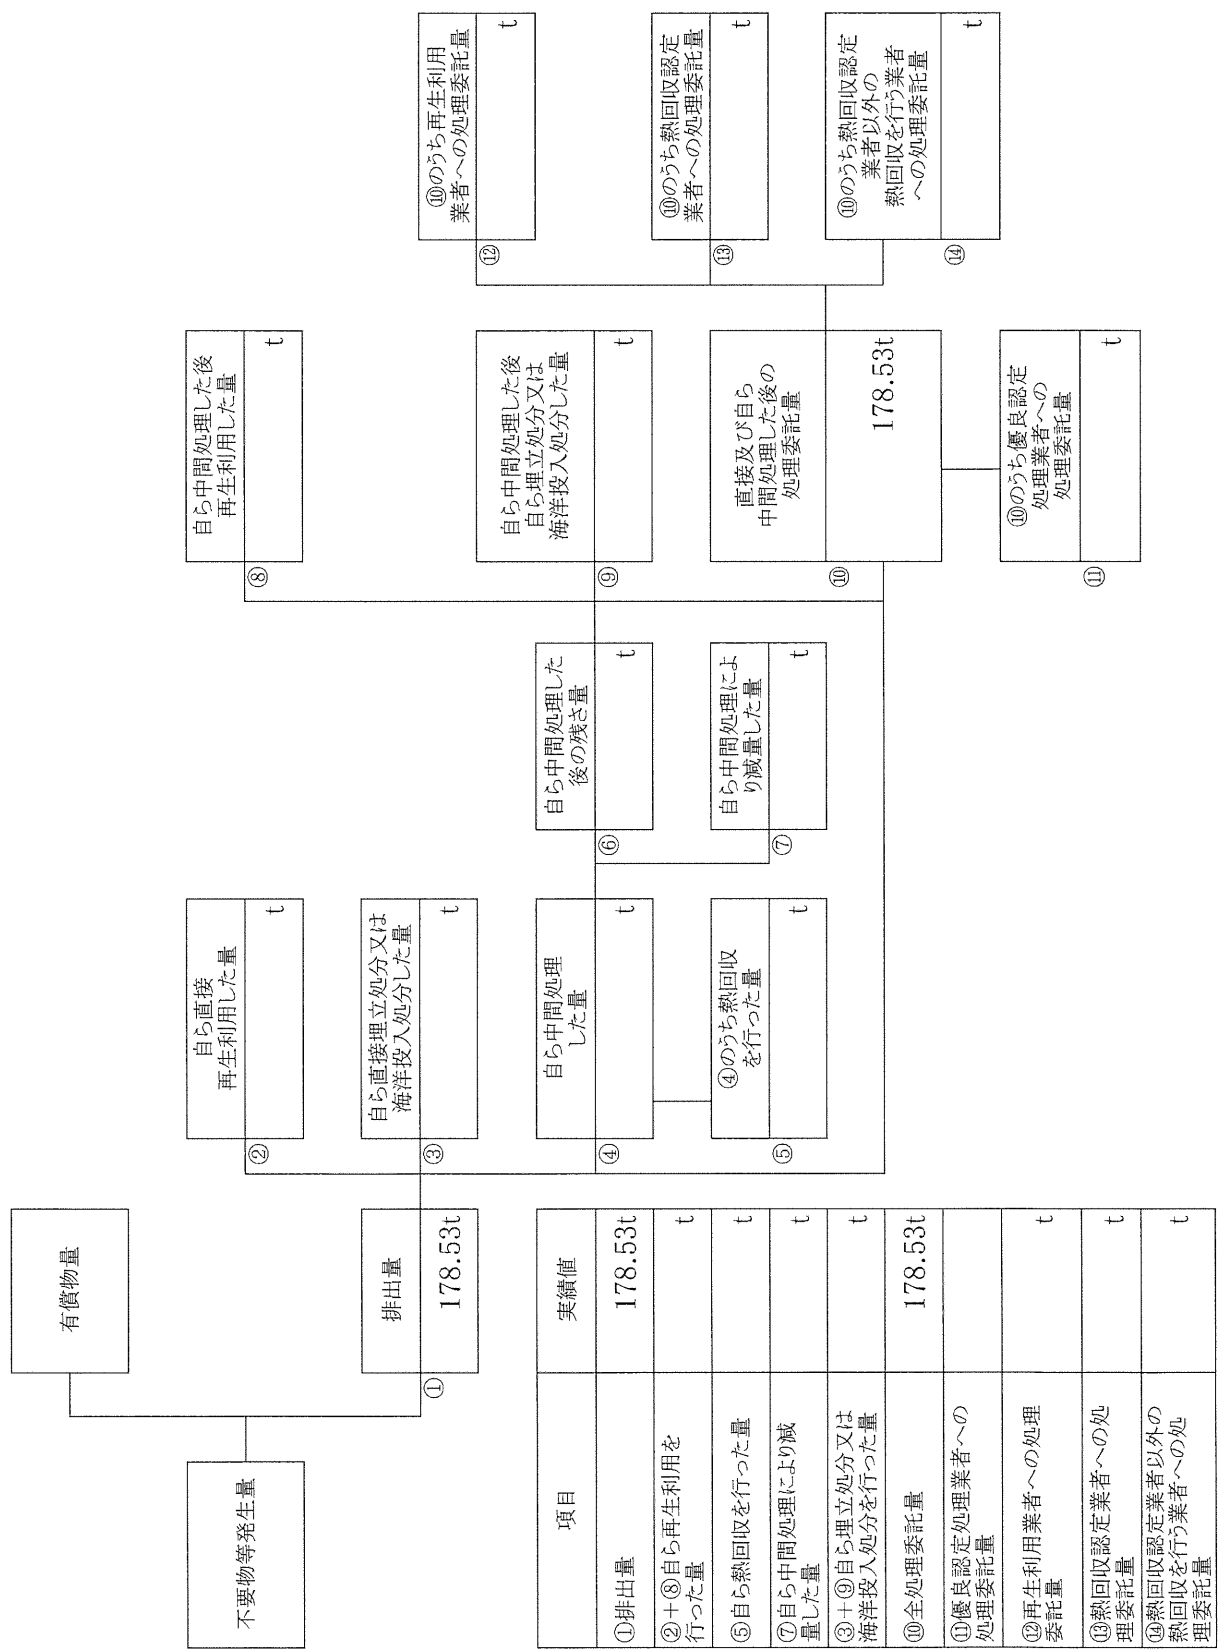 不要物等発生量
有償物量
排出量
①
178.53t
自ら直接
再生利用した量
②
t
自ら直接埋立処分又は
海洋投入処分した量
③
t
自ら中間処理
した量
④
t
④のうち熱回収
を行った量
⑤
t
自ら中間処理した
後の残さ量
⑥
t
自ら中間処理によ
り減量した量
⑦
t
自ら中間処理した後
再生利用した量
⑧
t
自ら中間処理した後
自ら埋立処分又は
海洋投入処分した量
⑨
t
直接及び自ら
中間処理した後の
処理委託量
⑩
178.53t
⑩のうち優良認定
処理業者への
処理委託量
⑪
t
⑩のうち再生利用
業者への処理委託量
⑫
t
⑩のうち熱回収認定
業者への処理委託量
⑬
t
⑩のうち熱回収認定
業者以外の
熱回収を行う業者
への処理委託量
⑭
t
項目
実績値
①排出量
178.53t
②+⑧自ら再生利用を
行った量
t
⑤自ら熱回収を行った量
t
⑦自ら中間処理により減
量した量
t
③+⑨自ら埋立処分又は
海洋投入処分を行った量
t
⑩全処理委託量
178.53t
⑪優良認定処理業者への
処理委託量
⑫再生利用業者への処理
委託量
t
⑬熱回収認定業者への処
理委託量
t
⑭熱回収認定業者以外の
熱回収を行う業者への処
理委託量
t